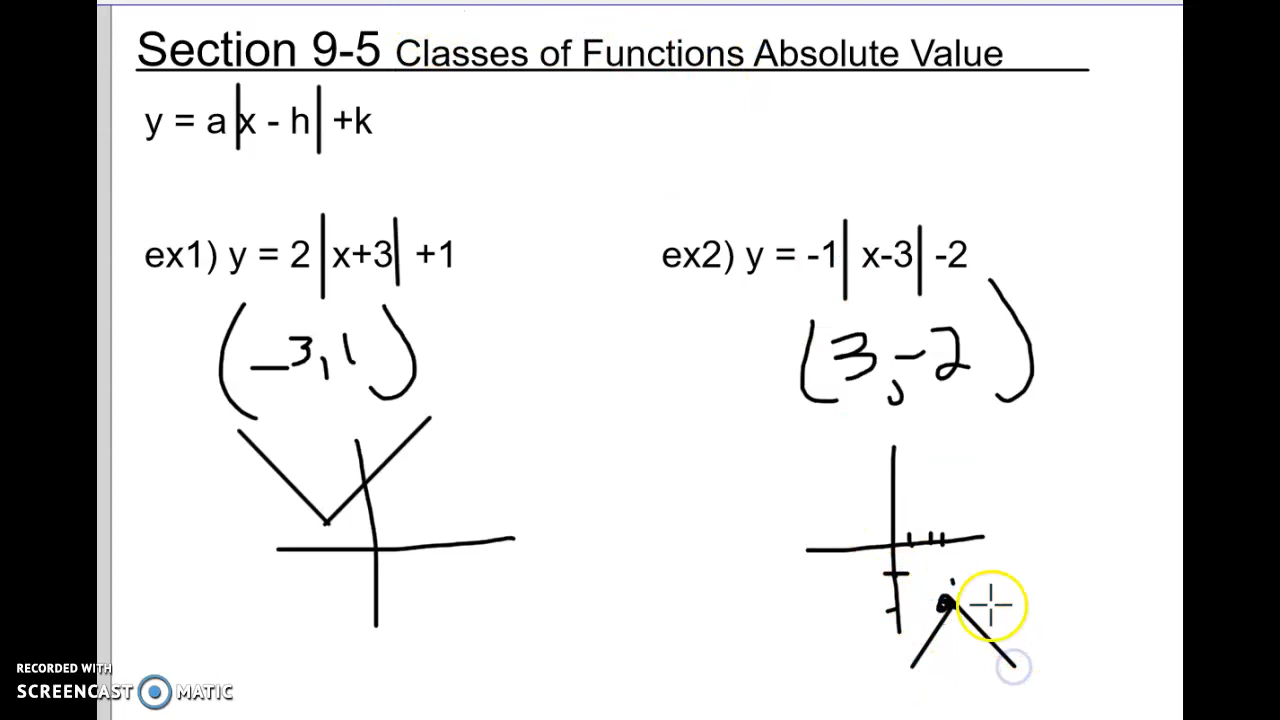 Section 9-5 Classes of Functions Absolute Value
y = a|x - h| +k
ex1) y = 2|x+3| +1
ex2) y = -1| x-3| -2
(-3,1)
(3,-2)
RECORDED WITH
SCREENCAST MATIC